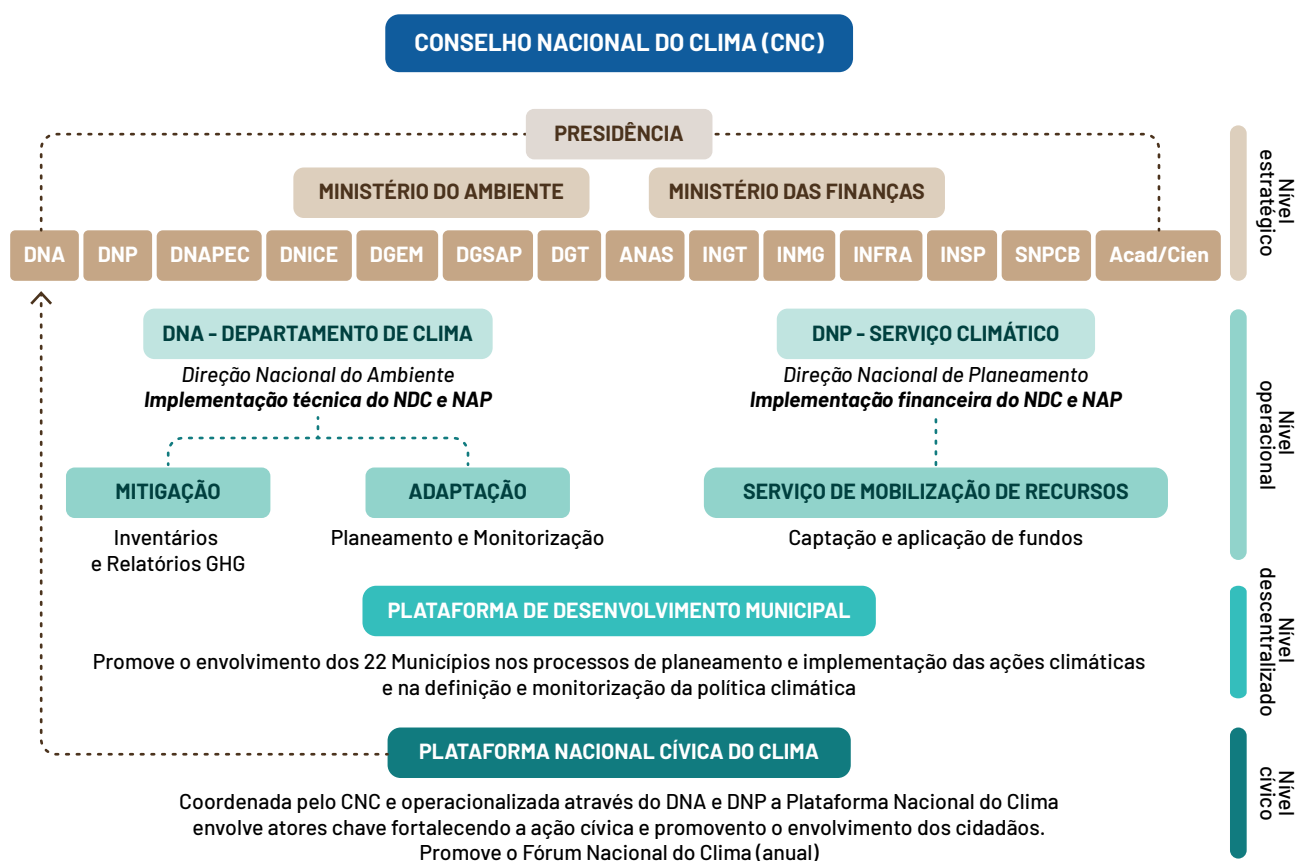 CONSELHO NACIONAL DO CLIMA (CNC)
PRESIDÊNCIA
MINISTÉRIO DO AMBIENTE
MINISTÉRIO DAS FINANÇAS
DNA
DNP
DNAPEC
DNICE
DGEM
DGSAP
DGT
ANAS
INGT
INMG
INFRA
INSP
SNPCB
Acad/Cien
Nível
estratégico
DNA - DEPARTAMENTO DE CLIMA
Direção Nacional do Ambiente
Implementação técnica do NDC e NAP
DNP - SERVIÇO CLIMÁTICO
Direção Nacional de Planeamento
Implementação financeira do NDC e NAP
MITIGAÇÃO
Inventários
e Relatórios GHG
ADAPTAÇÃO
Planeamento e Monitorização
SERVIÇO DE MOBILIZAÇÃO DE RECURSOS
Captação e aplicação de fundos
Nível
operacional
PLATAFORMA DE DESENVOLVIMENTO MUNICIPAL
Promove o envolvimento dos 22 Municípios nos processos de planeamento e implementação das ações climáticas
e na definição e monitorização da política climática
Nível
descentralizado
PLATAFORMA NACIONAL CÍVICA DO CLIMA
Coordenada pelo CNC e operacionalizada através do DNA e DNP a Plataforma Nacional do Clima
envolve atores chave fortalecendo a ação cívica e promovento o envolvimento dos cidadãos.
Promove o Fórum Nacional do Clima (anual)
Nível
cívico